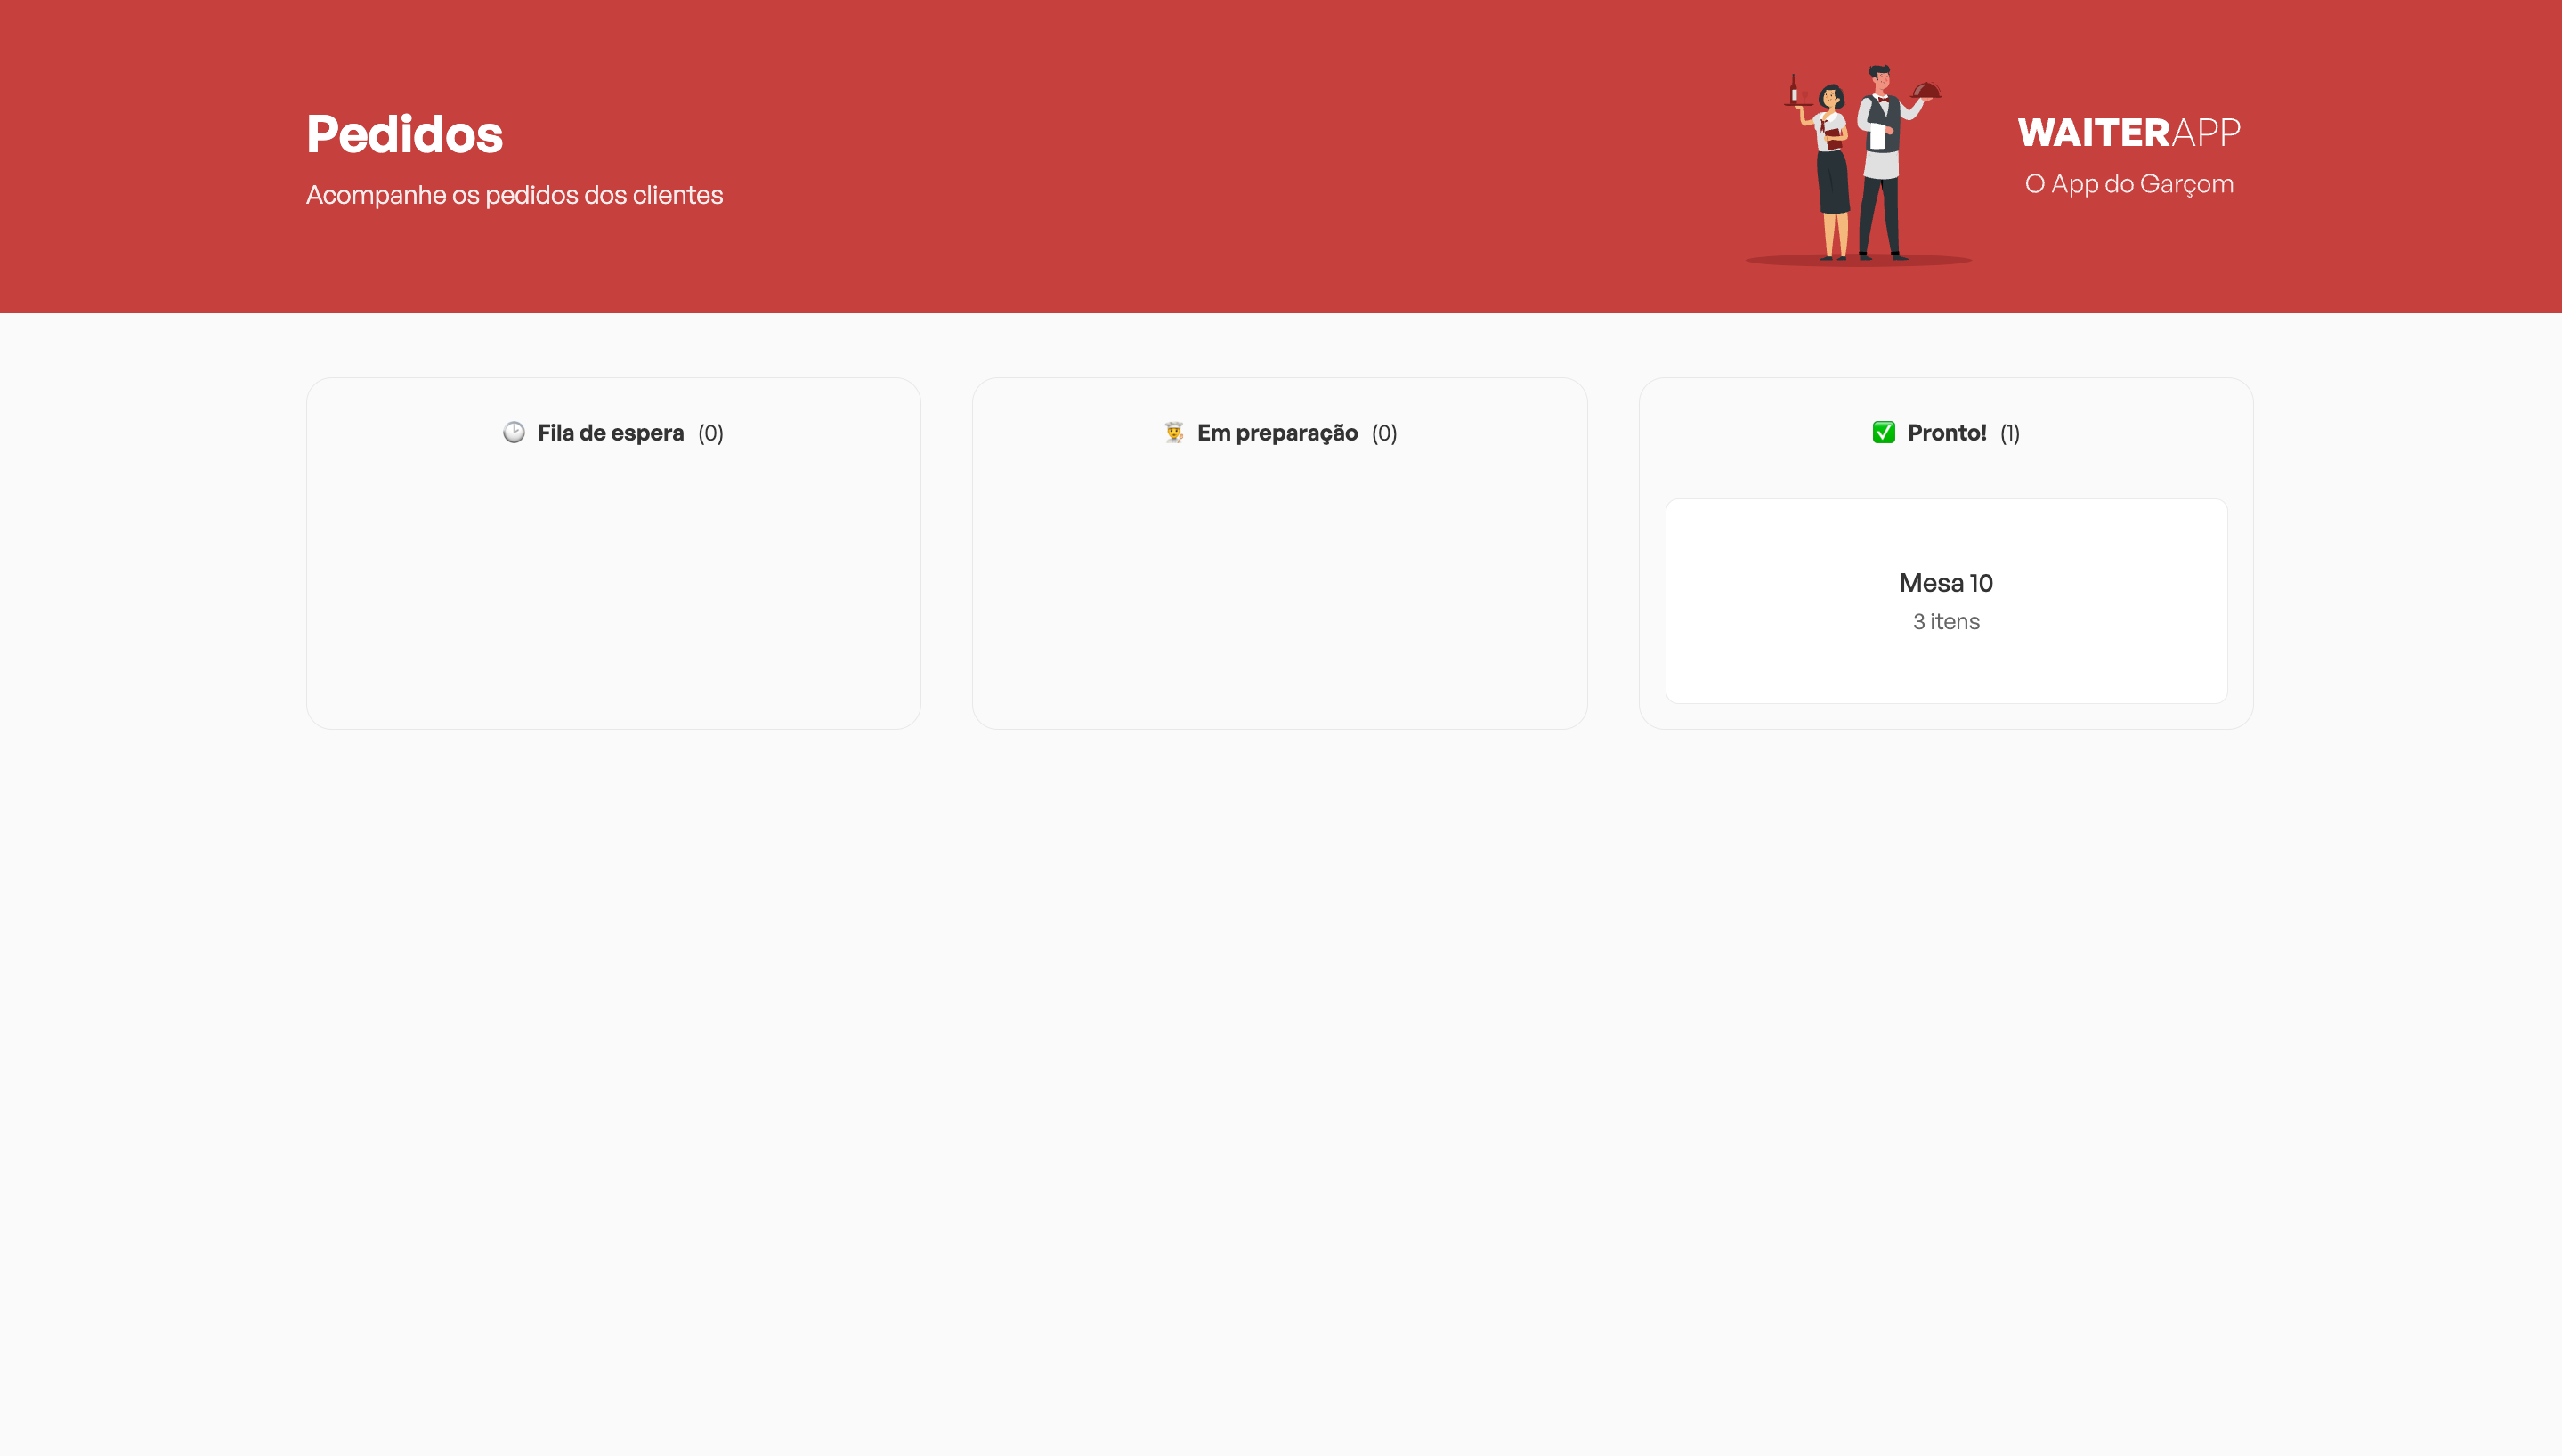 Pedidos
Acompanhe os pedidos dos clientes
WAITERAPP
O App do Garçom
🕑 Fila de espera (0)
👨‍🍳 Em preparação (0)
✅ Pronto! (1)
Mesa 10
3 itens